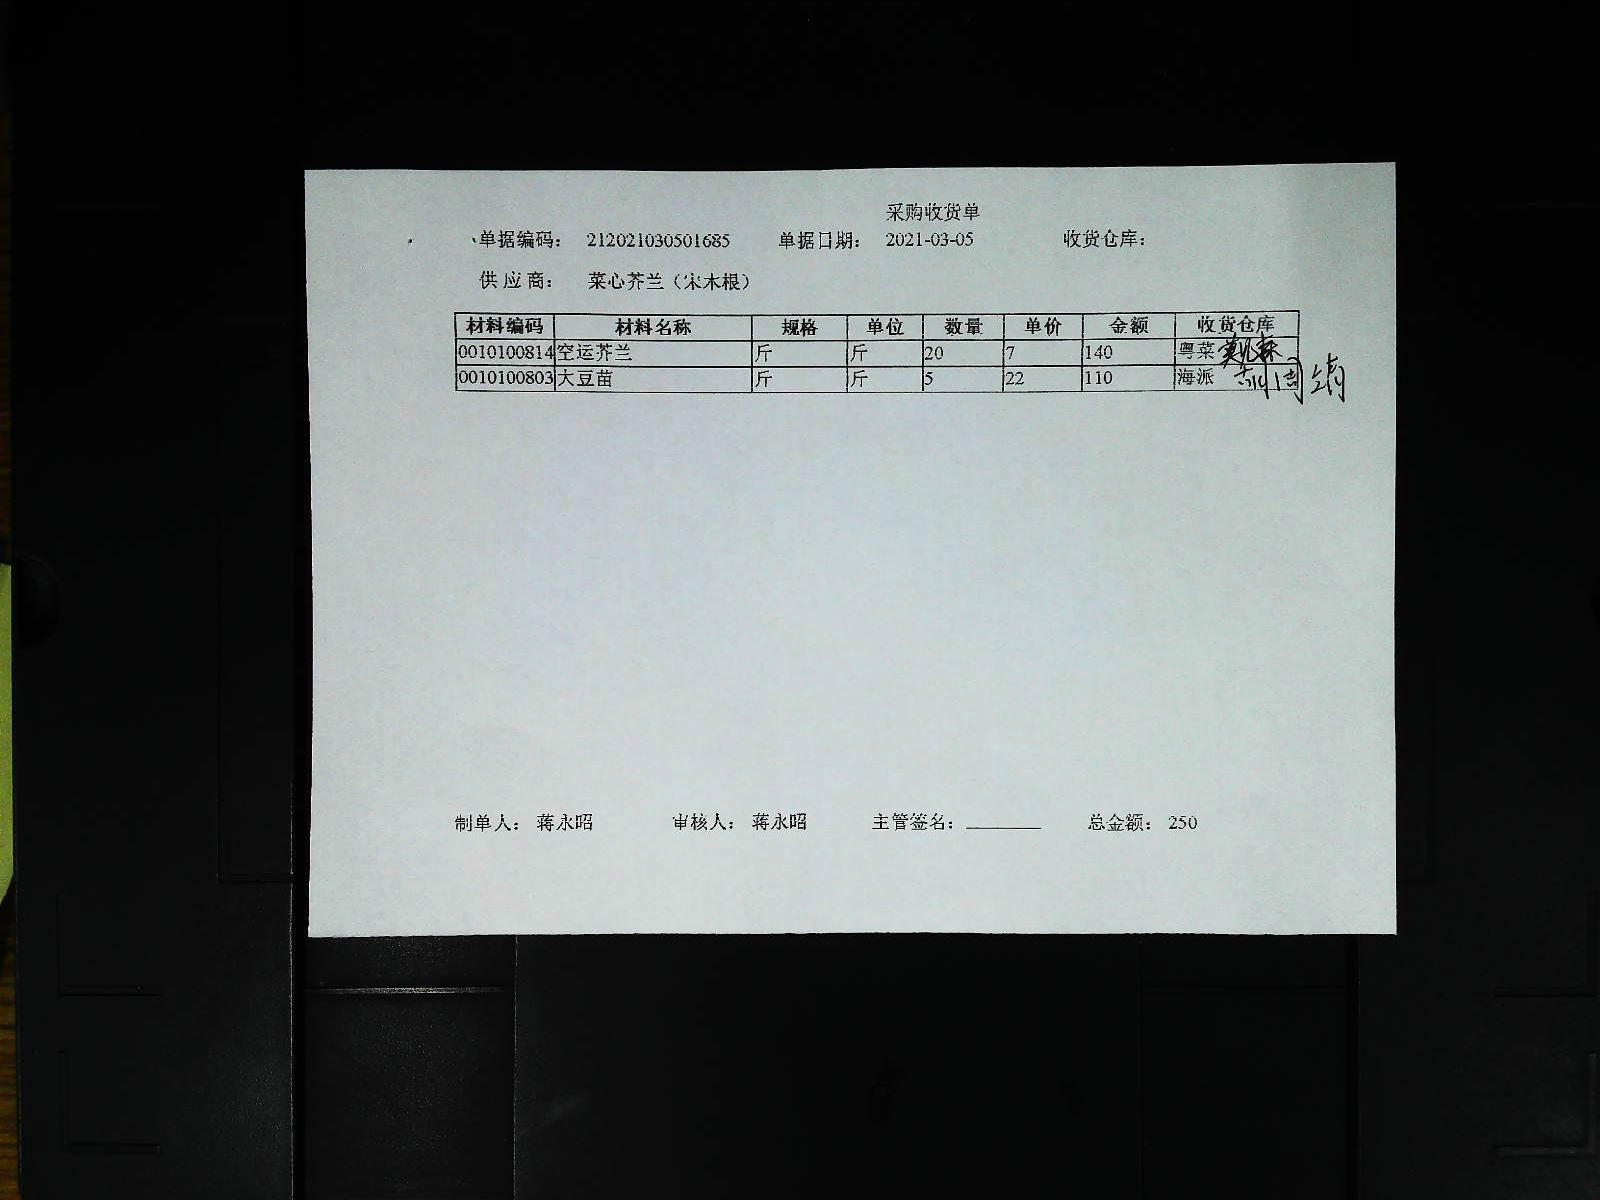 采购收货单
单据编码： 212021030501685 单据日期： 2021-03-05 收货仓库：
供应商： 菜心芥兰（宋木根）
材料编码 材料名称 规格 单位 数量 单价 金额 收货仓库
0010100814 空运芥兰 斤 斤 20 7 140 粤菜
0010100803 大豆苗 斤 斤 5 22 110 海派
制单人： 蒋永昭 审核人： 蒋永昭 主管签名： 总金额： 250